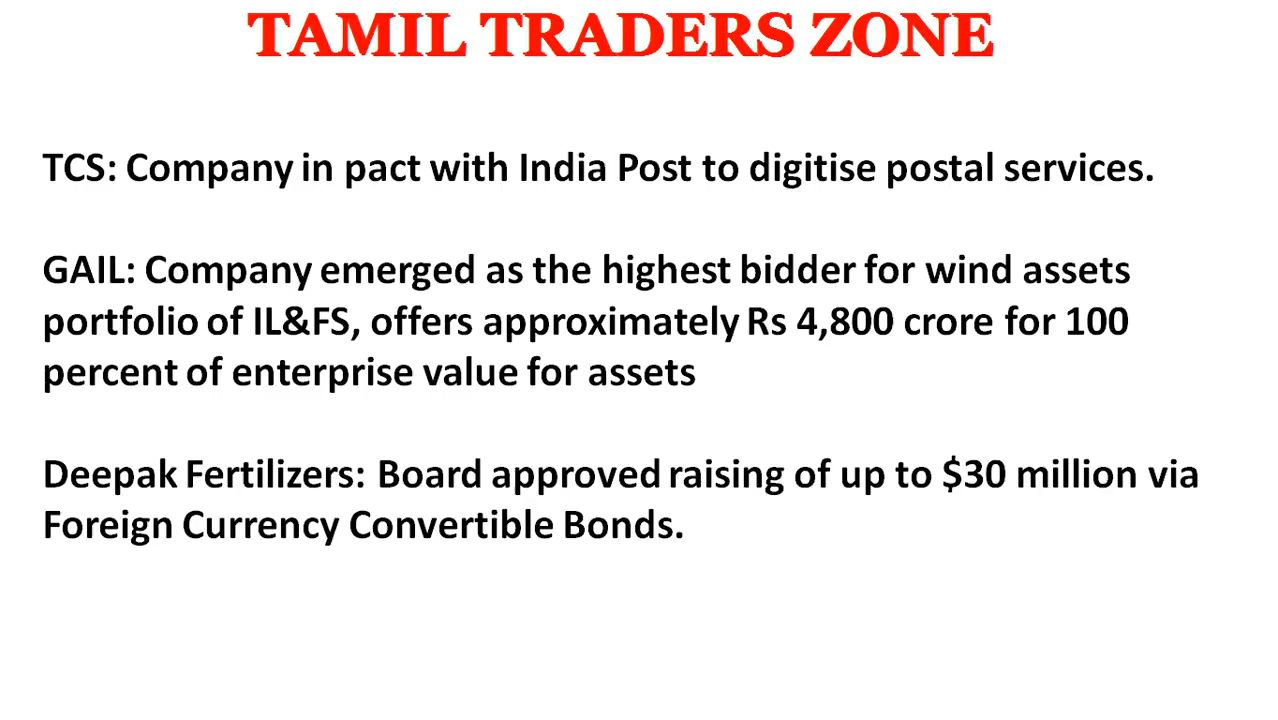 TAMIL TRADERS ZONE
TCS: Company in pact with India Post to digitise postal services.
GAIL: Company emerged as the highest bidder for wind assets
portfolio of IL&FS, offers approximately Rs 4,800 crore for 100
percent of enterprise value for assets
Deepak Fertilizers: Board approved raising of up to $30 million via
Foreign Currency Convertible Bonds.